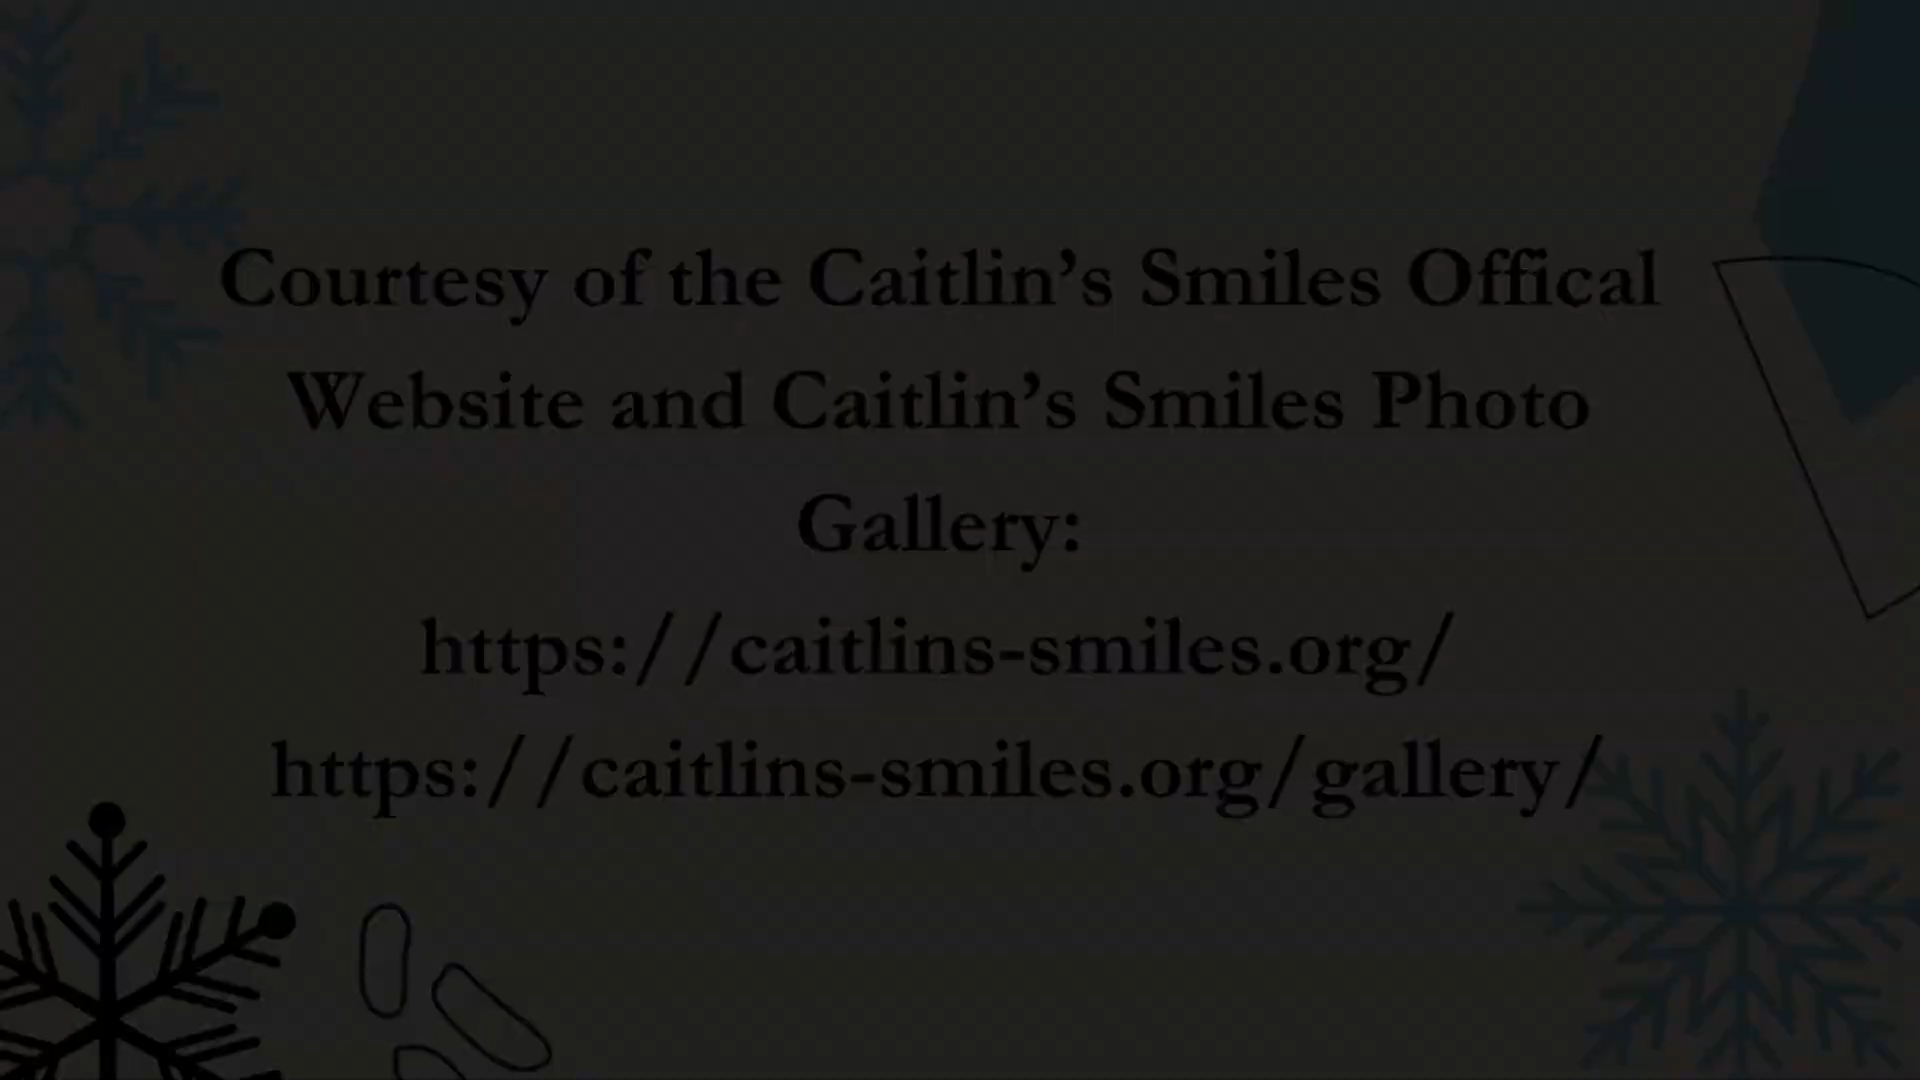 Courtesy of the Caitlin’s Smiles Offical
Website and Caitlin’s Smiles Photo
Gallery:
https://caitlins-smiles.org/
https://caitlins-smiles.org/gallery/